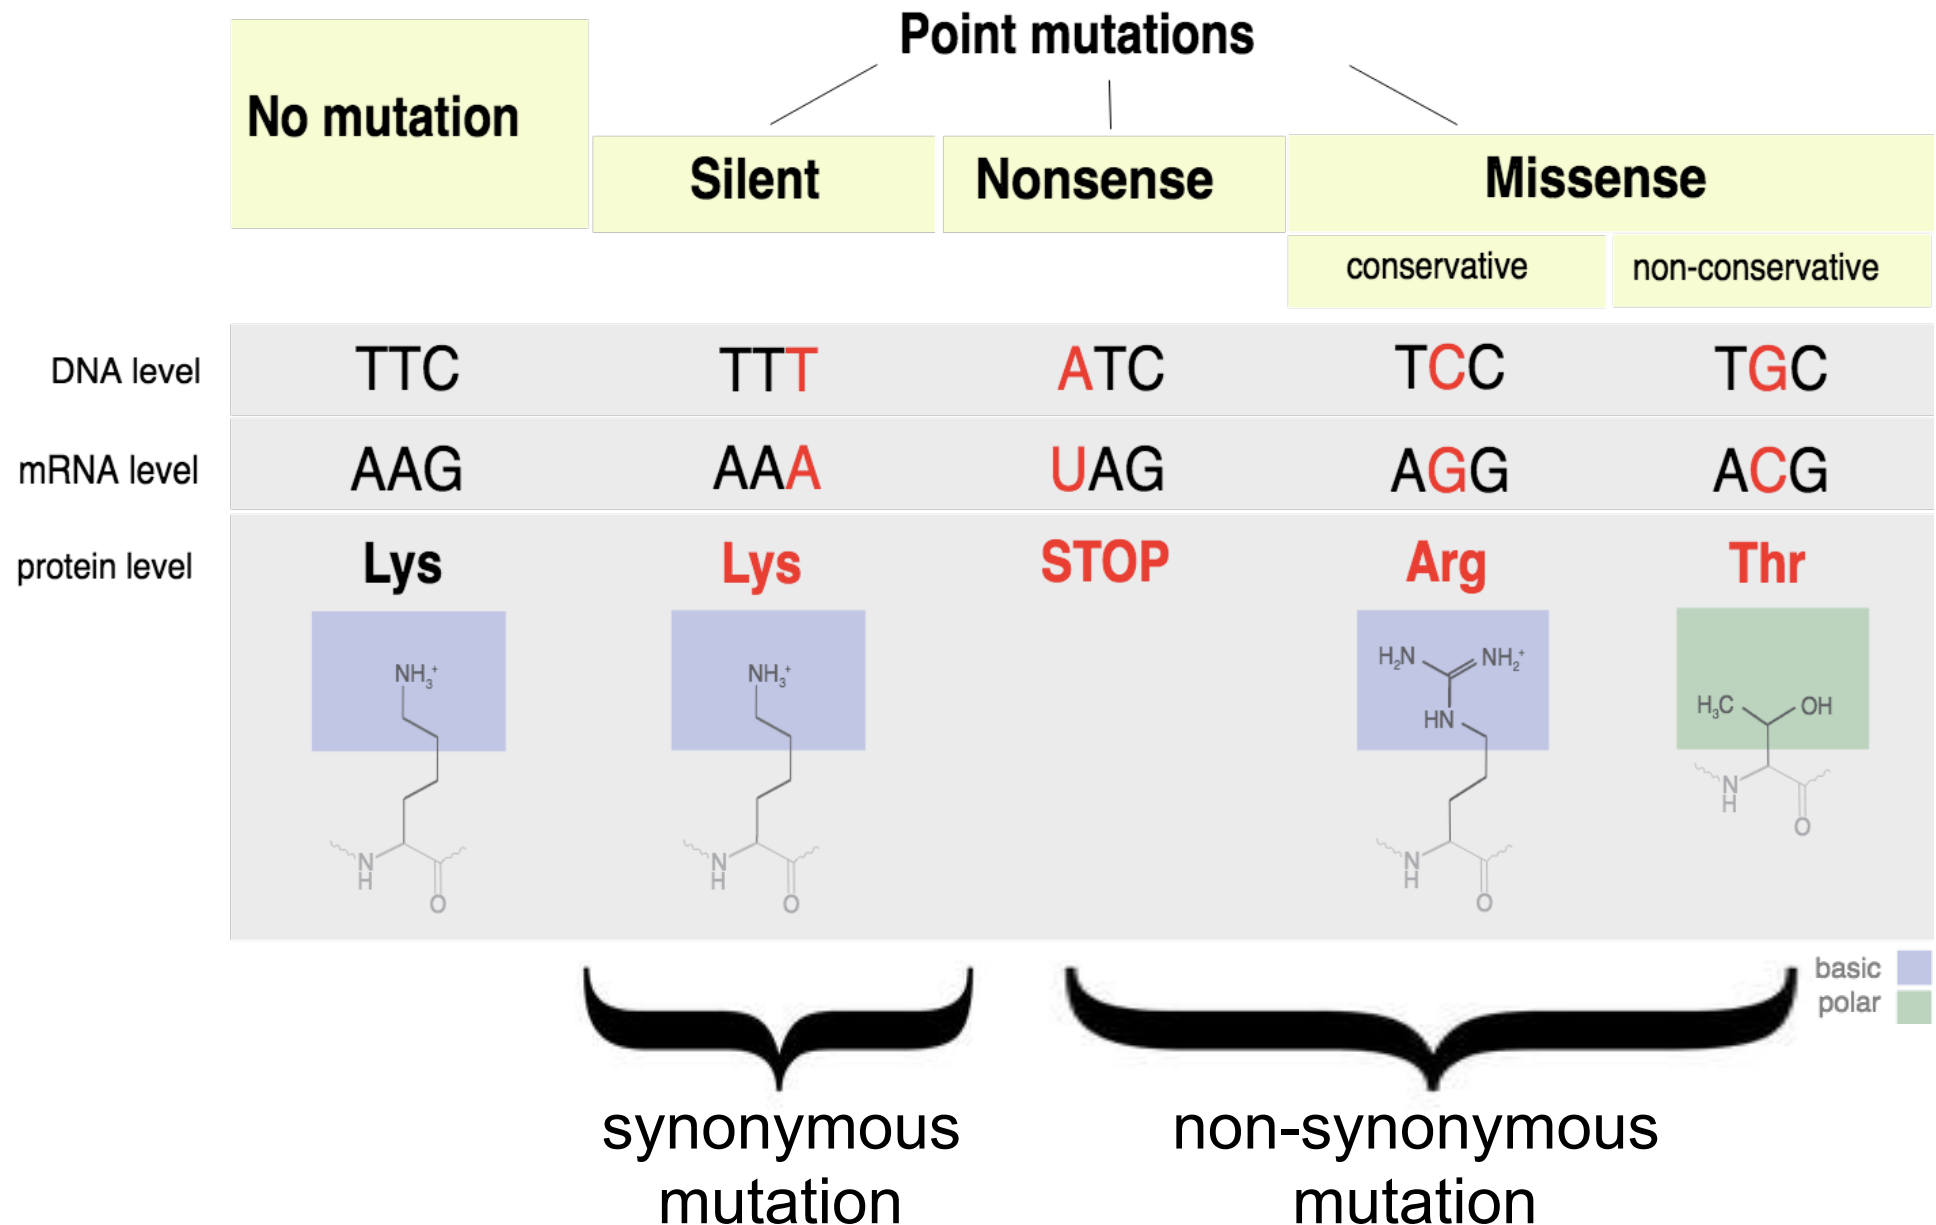 Point mutations
No mutation
Silent
Nonsense
Missense
conservative
non-conservative
DNA level
TTC
TTT
ATC
TCC
TGC
mRNA level
AAG
AAA
UAG
AGG
ACG
protein level
Lys
Lys
STOP
Arg
Thr
NH₃⁺
N
H
O
NH₃⁺
N
H
O
H₂N
NH₂⁺
HN
N
H
O
H₃C
OH
N
H
O
basic
polar
synonymous
mutation
non-synonymous
mutation